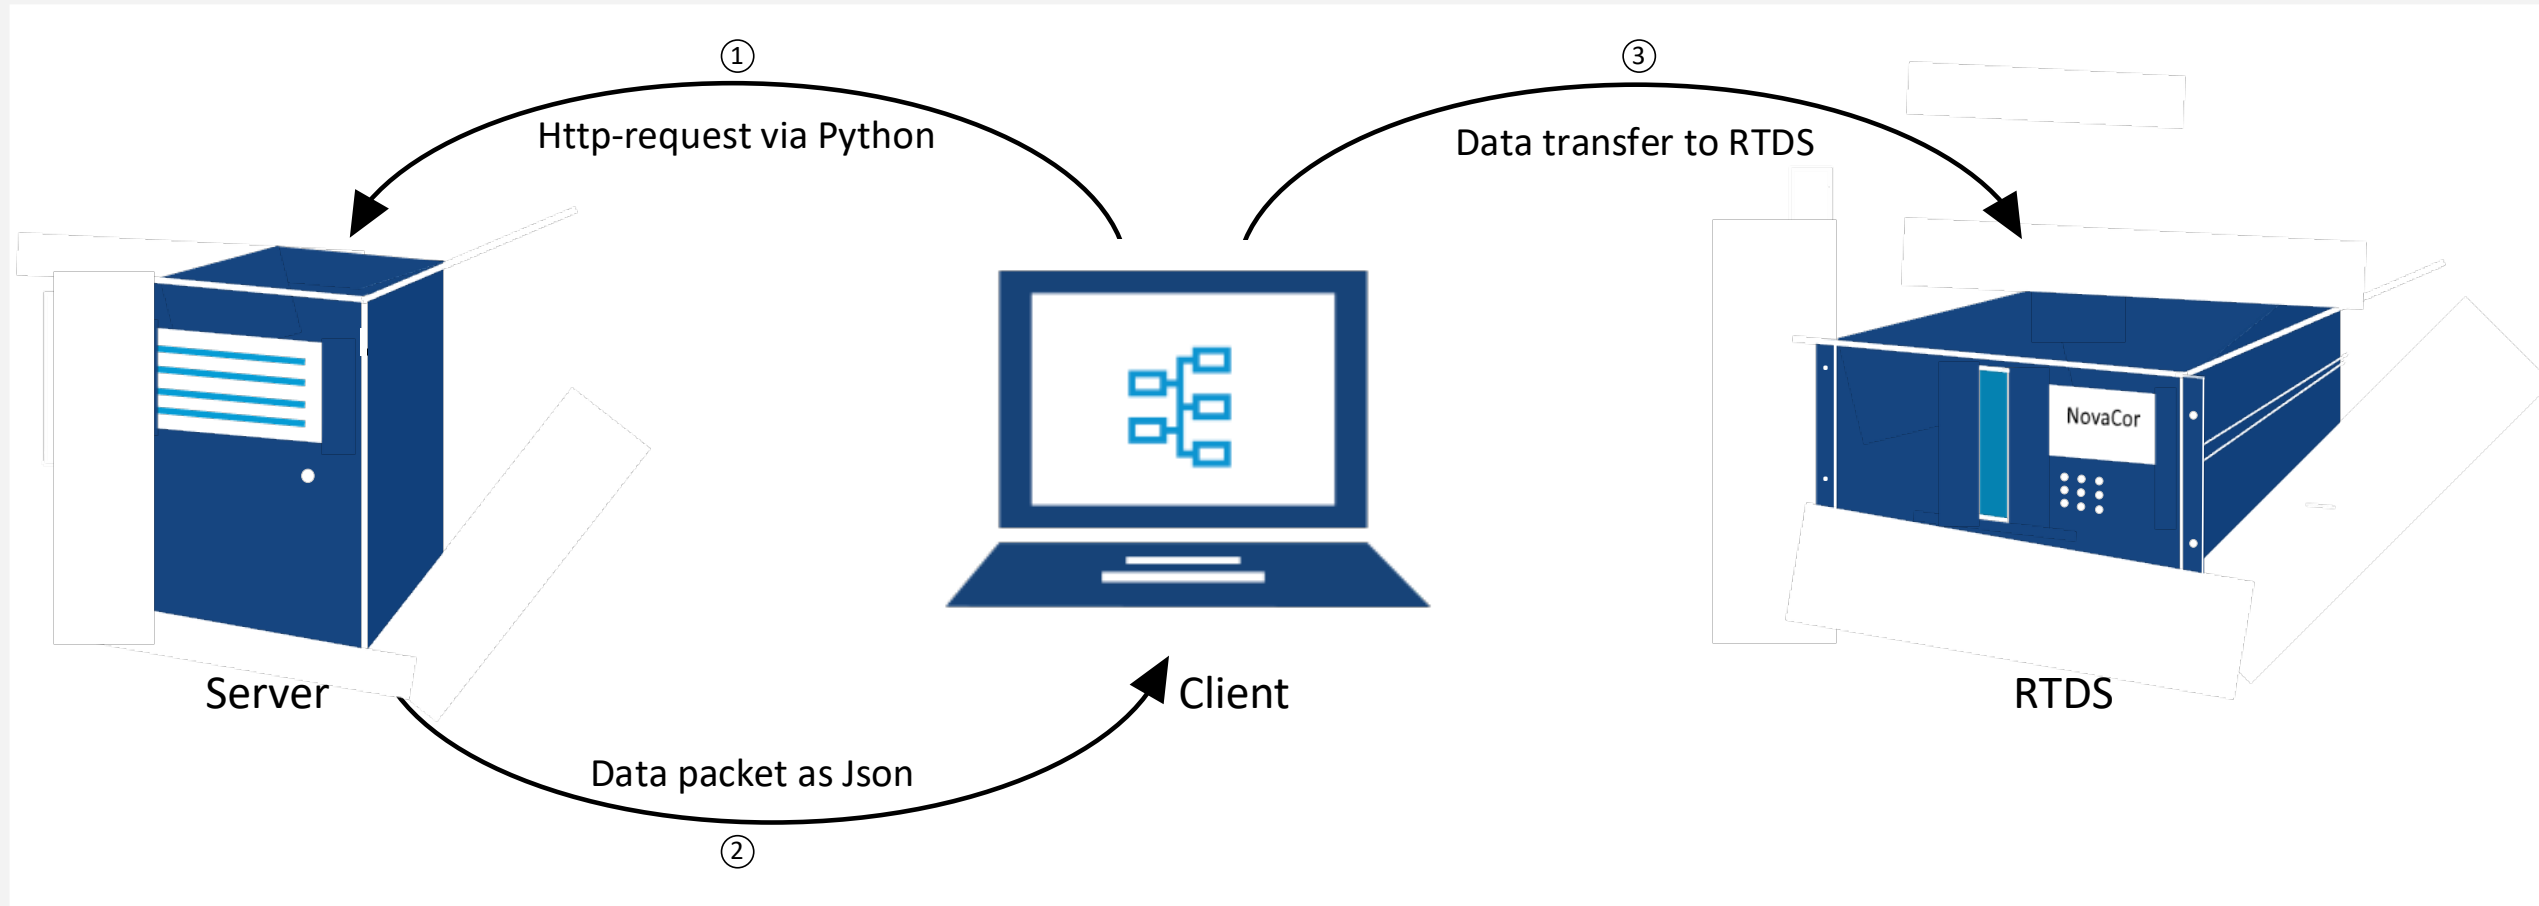 ①
③
Http-request via Python
Data transfer to RTDS
NovaCor
Server
Client
RTDS
Data packet as Json
②